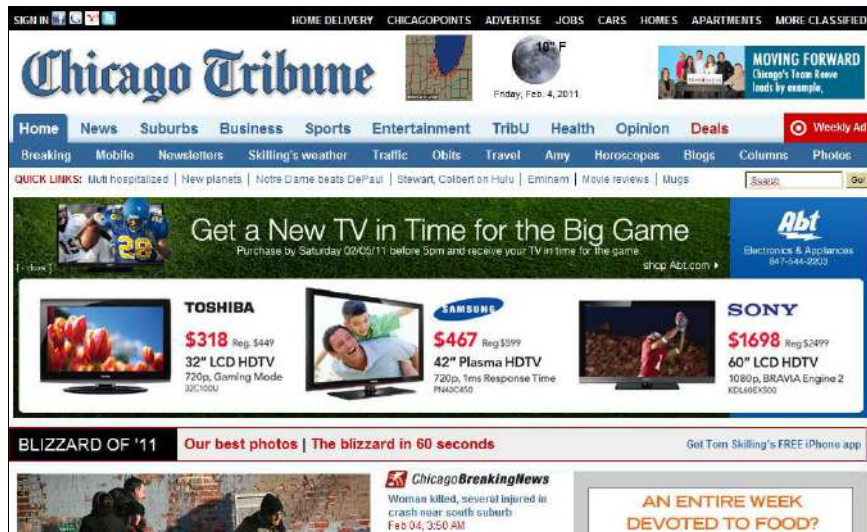 SIGN IN
HOME DELIVERY CHICAGOPOINTS ADVERTISE JOBS CARS HOMES APARTMENTS MORE CLASSIFIED
Chicago Tribune
10° F
Friday, Feb. 4, 2011
MOVING FORWARD
Chicago's Team Reeve
leads by example,
Home News Suburbs Business Sports Entertainment TribU Health Opinion Deals Weekly Ad
Breaking Mobile Newsletters Skilling's weather Traffic Obits Travel Amy Horoscopes Blogs Columns Photos
QUICK LINKS: Muti hospitalized | New planets | Notre Dame beats DePaul | Stewart, Colbert on Hulu | Eminem | Movie reviews | Mugs Search Go!
Get a New TV in Time for the Big Game
Purchase by Saturday 02/05/11 before 5pm and receive your TV in time for the game.
[ close ]
shop Abt.com
Abt
Electronics & Appliances
847-544-2203
TOSHIBA
$318 Reg. $449
32" LCD HDTV
720p, Gaming Mode
32C100U
SAMSUNG
$467 Reg $599
42" Plasma HDTV
720p, 1ms Response Time
PN42C450
SONY
$1698 Reg $2499
60" LCD HDTV
1080p, BRAVIA Engine 2
KDL60EX500
BLIZZARD OF '11 Our best photos | The blizzard in 60 seconds Get Tom Skilling's FREE iPhone app
ChicagoBreakingNews
Woman killed, several injured in
crash near south suburb
Feb 04, 3:50 AM
AN ENTIRE WEEK
DEVOTED TO FOOD?